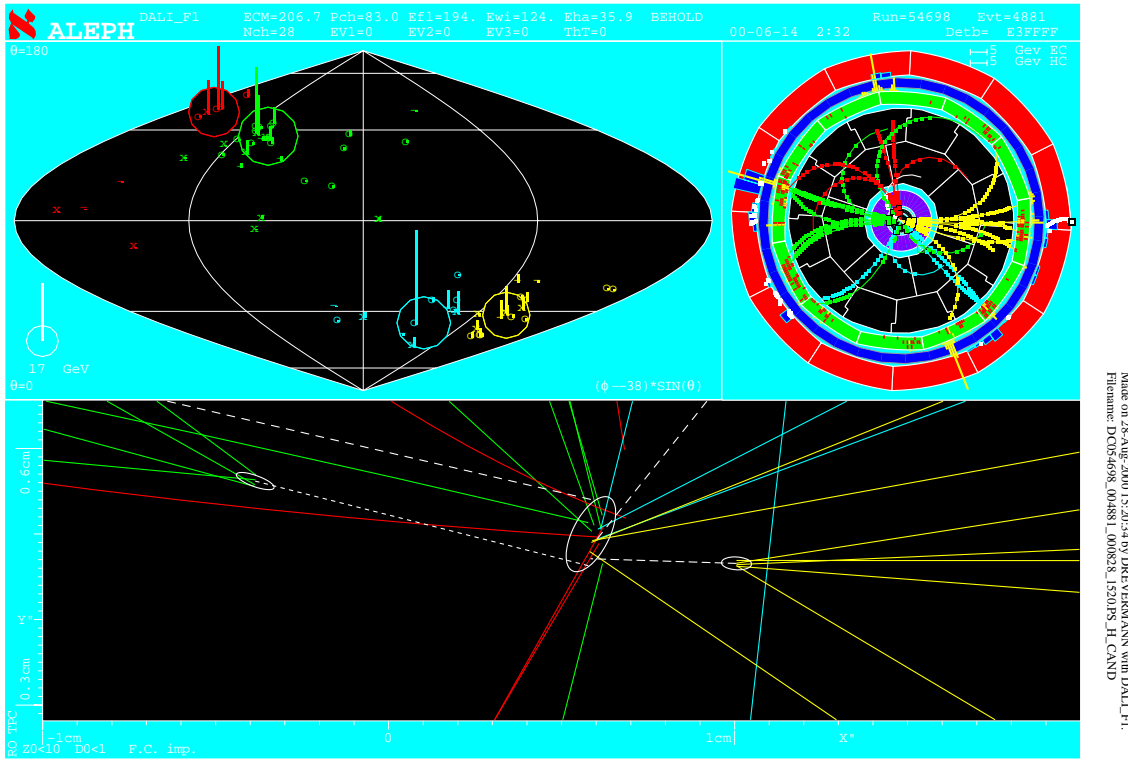 ALEPH DALI_F1 ECM=206.7 Pch=83.0 Efl=194. Ewi=124. Eha=35.9 BEHOLD Run=54698 Evt=4881
Nch=28 EV1=0 EV2=0 EV3=0 ThT=0 00-06-14 2:32 Detb= E3FFFF
θ=180
5 Gev EC
5 Gev HC
17 GeV
θ=0
(φ--38)*SIN(θ)
0.6cm
Y"
0.3cm
RO TPC
-1cm 0 1cm X"
Z0<10 D0<1 F.C. imp.
Made on 28-Aug-2000 15:20:34 by DREVERMANN with DALI_F1.
Filename: DC054698_004881_000828_1520.PS_H_CAND